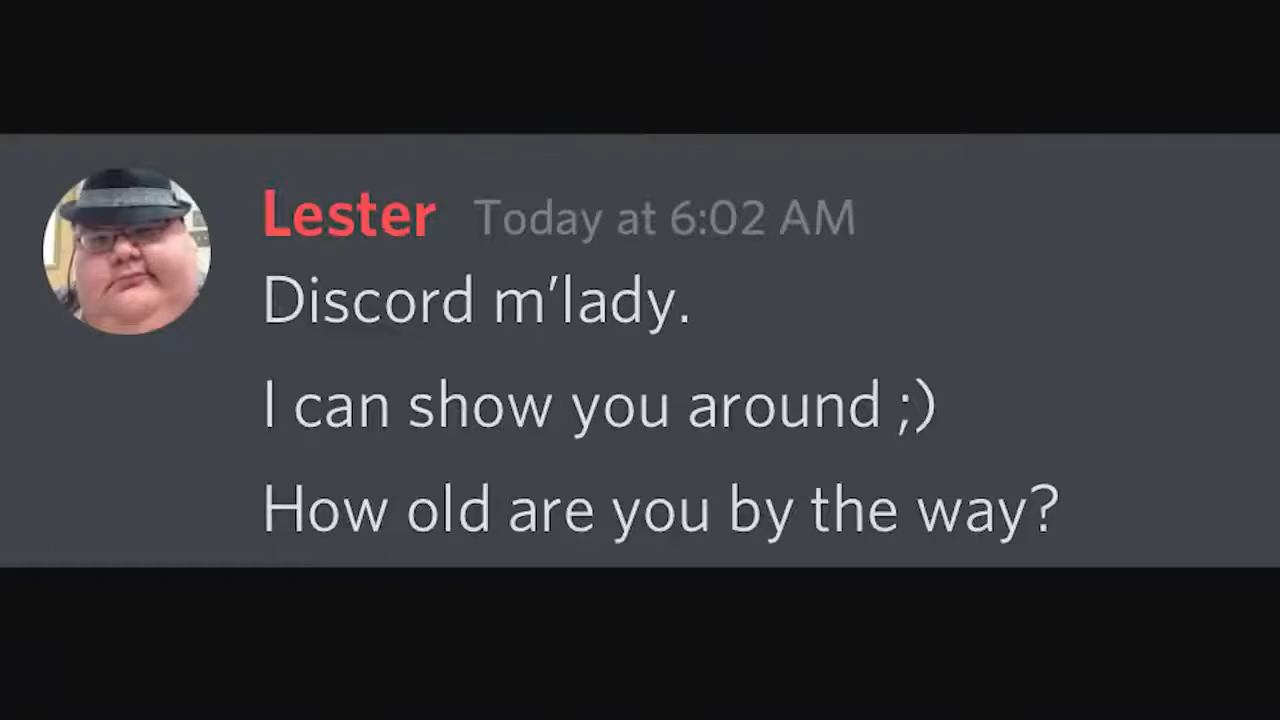 Lester Today at 6:02 AM
Discord m’lady.
I can show you around ;)
How old are you by the way?